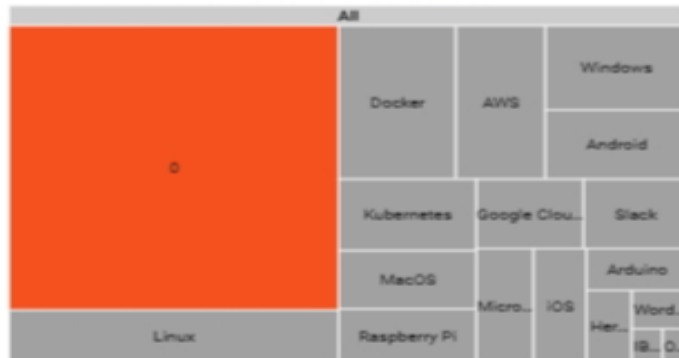 All
0
Docker
AWS
Windows
Android
Kubernetes
Google Clou...
Slack
MacOS
Micro...
iOS
Arduino
Her...
Word...
Linux
Raspberry Pi
IB...